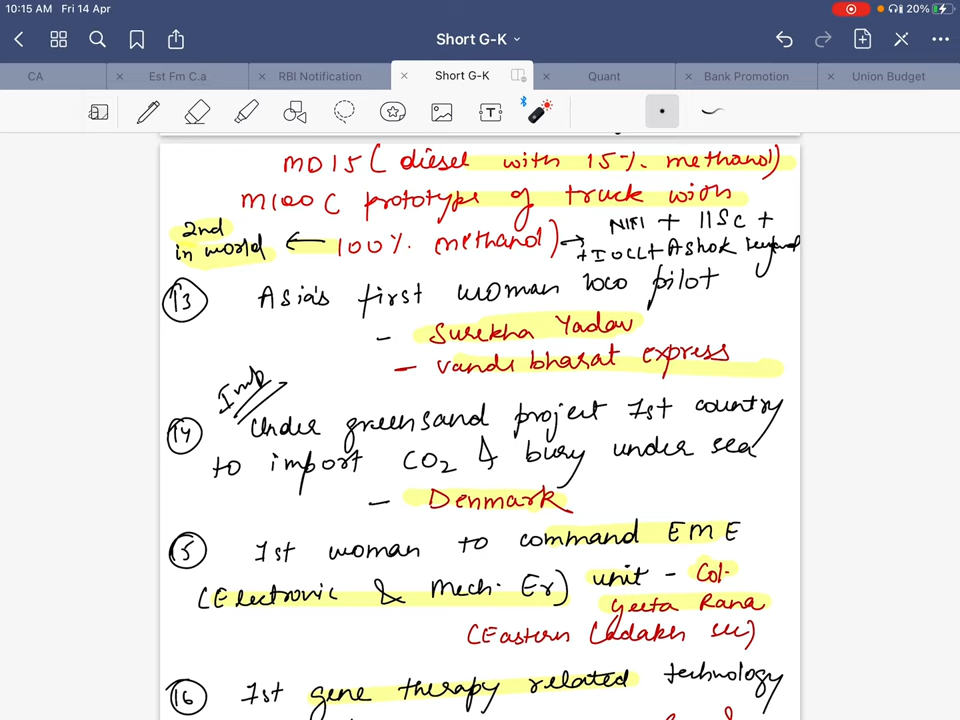 10:15 AM Fri 14 Apr
20%
Short G-K
CA
Est Fm C.a
RBI Notification
Short G-K
Quant
Bank Promotion
Union Budget
MD15 (diesel with 15% methanol)
M100 (prototype of truck with
2nd in world ← 100% methanol) →
+ IISc +
+ IOCL + Ashok
13 Asia's first woman loco pilot
- Surekha Yadav
- vande bharat express
Imp
14 Under greensand project 1st country
to import CO2 & bury under sea
- Denmark
15 1st woman to command EME
(Electronic & Mech. Er) unit - Col.
Geeta Rana
(Eastern Ladakh sec)
16 1st gene therapy related technology